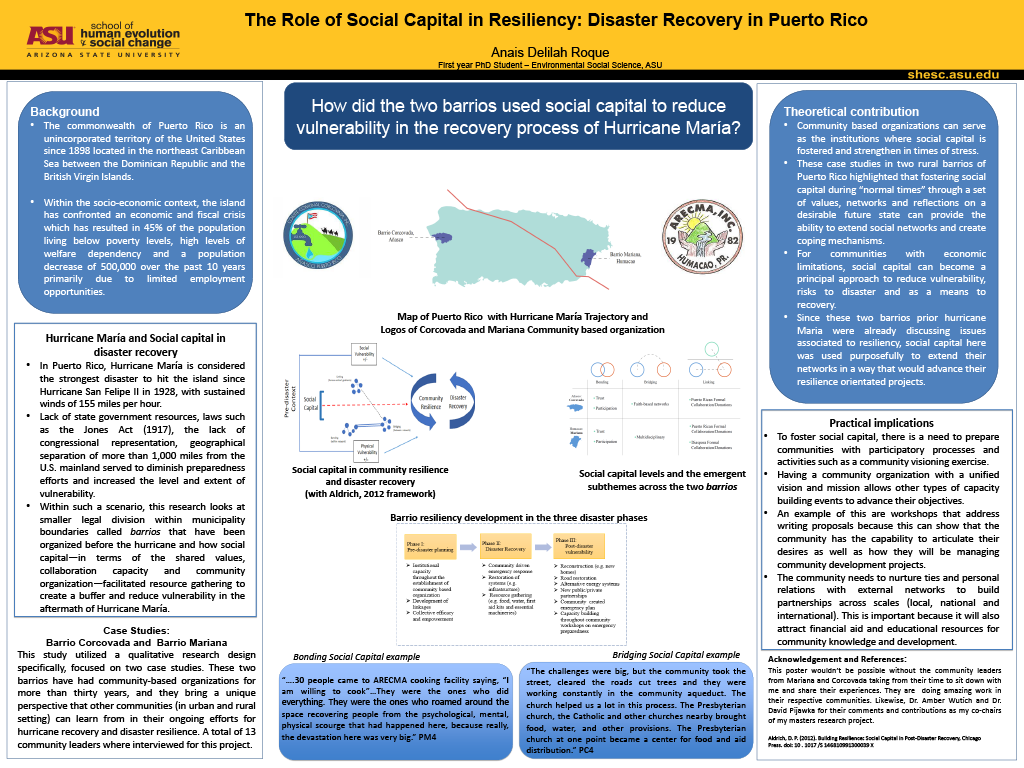 The Role of Social Capital in Resiliency: Disaster Recovery in Puerto Rico
ASU school of
human evolution
& social change
ARIZONA STATE UNIVERSITY
Anais Delilah Roque
First year PhD Student – Environmental Social Science, ASU
shesc.asu.edu
Background
• The commonwealth of Puerto Rico is an
unincorporated territory of the United States
since 1898 located in the northeast Caribbean
Sea between the Dominican Republic and the
British Virgin Islands.
• Within the socio-economic context, the island
has confronted an economic and fiscal crisis
which has resulted in 45% of the population
living below poverty levels, high levels of
welfare dependency and a population
decrease of 500,000 over the past 10 years
primarily due to limited employment
opportunities.
Hurricane María and Social capital in
disaster recovery
• In Puerto Rico, Hurricane María is considered
the strongest disaster to hit the island since
Hurricane San Felipe II in 1928, with sustained
winds of 155 miles per hour.
• Lack of state government resources, laws such
as the Jones Act (1917), the lack of
congressional representation, geographical
separation of more than 1,000 miles from the
U.S. mainland served to diminish preparedness
efforts and increased the level and extent of
vulnerability.
• Within such a scenario, this research looks at
smaller legal division within municipality
boundaries called barrios that have been
organized before the hurricane and how social
capital—in terms of the shared values,
collaboration capacity and community
organization—facilitated resource gathering to
create a buffer and reduce vulnerability in the
aftermath of Hurricane María.
Case Studies:
Barrio Corcovada and Barrio Mariana
This study utilized a qualitative research design
specifically, focused on two case studies. These two
barrios have had community-based organizations for
more than thirty years, and they bring a unique
perspective that other communities (in urban and rural
setting) can learn from in their ongoing efforts for
hurricane recovery and disaster resilience. A total of 13
community leaders where interviewed for this project.
How did the two barrios used social capital to reduce
vulnerability in the recovery process of Hurricane María?
Barrio Corcovada,
Añasco
Barrio Mariana,
Humacao
ARECMA, INC.
19 82
HUMACAO, PR.
Map of Puerto Rico with Hurricane María Trajectory and
Logos of Corcovada and Mariana Community based organization
Pre-disaster
Context
Social
Vulnerability
Social
Capital
Physical
Vulnerability
Community
Resilience
Disaster
Recovery
Social capital in community resilience
and disaster recovery
(with Aldrich, 2012 framework)
Bonding
Bridging
Linking
• Trust
• Participation
• Faith-based networks
• Puerto Rican Formal
Collaboration/Donations
• Trust
• Participation
• Multidisciplinary
• Puerto Rican Formal
Collaboration/Donations
• Diaspora Formal
Collaboration/Donations
Social capital levels and the emergent
subthemes across the two barrios
Barrio resiliency development in the three disaster phases
Phase I:
Pre-disaster planning
Phase II:
Disaster Recovery
Phase III:
Post-disaster
vulnerability
➢ Institutional
capacity
throughout the
establishment of
community based
organization
➢ Development of
linkages
➢ Collective efficacy
and empowerment
➢ Community driven
emergency response
➢ Restoration of
systems (e.g.
infrastructure)
➢ Resource gathering
(e.g. food, water, first
aid kits and essential
machineries)
➢ Reconstruction (e.g. new
homes)
➢ Road restoration
➢ Alternative energy systems
➢ New public/private
partnerships
➢ Community created
emergency plan
➢ Capacity building
throughout community
workshops on emergency
preparedness
Bonding Social Capital example
"….30 people came to ARECMA cooking facility saying, "I
am willing to cook"…They were the ones who did
everything. They were the ones who roamed around the
space recovering people from the psychological, mental,
physical scourge that had happened here, because really,
the devastation here was very big." PM4
Bridging Social Capital example
"The challenges were big, but the community took the
street, cleared the roads cut trees and they were
working constantly in the community aqueduct. The
church helped us a lot in this process. The Presbyterian
church, the Catholic and other churches nearby brought
food, water, and other provisions. The Presbyterian
church at one point became a center for food and aid
distribution." PC4
Theoretical contribution
• Community based organizations can serve
as the institutions where social capital is
fostered and strengthen in times of stress.
• These case studies in two rural barrios of
Puerto Rico highlighted that fostering social
capital during "normal times" through a set
of values, networks and reflections on a
desirable future state can provide the
ability to extend social networks and create
coping mechanisms.
• For communities with economic
limitations, social capital can become a
principal approach to reduce vulnerability,
risks to disaster and as a means to
recovery.
• Since these two barrios prior hurricane
Maria were already discussing issues
associated to resiliency, social capital here
was used purposefully to extend their
networks in a way that would advance their
resilience orientated projects.
Practical implications
• To foster social capital, there is a need to prepare
communities with participatory processes and
activities such as a community visioning exercise.
• Having a community organization with a unified
vision and mission allows other types of capacity
building events to advance their objectives.
• An example of this are workshops that address
writing proposals because this can show that the
community has the capability to articulate their
desires as well as how they will be managing
community development projects.
• The community needs to nurture ties and personal
relations with external networks to build
partnerships across scales (local, national and
international). This is important because it will also
attract financial aid and educational resources for
community knowledge and development.
Acknowledgement and References:
This poster wouldn't be possible without the community leaders
from Mariana and Corcovada taking from their time to sit down with
me and share their experiences. They are doing amazing work in
their respective communities. Likewise, Dr. Amber Wutich and Dr.
David Pijawka for their comments and contributions as my co-chairs
of my masters research project.
Aldrich, D. P. (2012). Building Resilience: Social Capital in Post-Disaster Recovery, Chicago
Press. doi: 10 . 1017 /S 1468109913000309 X